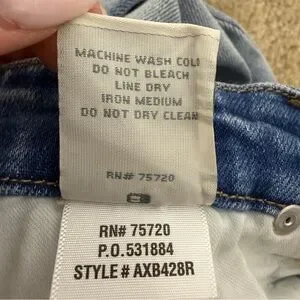 MACHINE WASH COLD
DO NOT BLEACH
LINE DRY
IRON MEDIUM
DO NOT DRY CLEAN
RN# 75720
RN# 75720
P.O.531884
STYLE # AXB428R